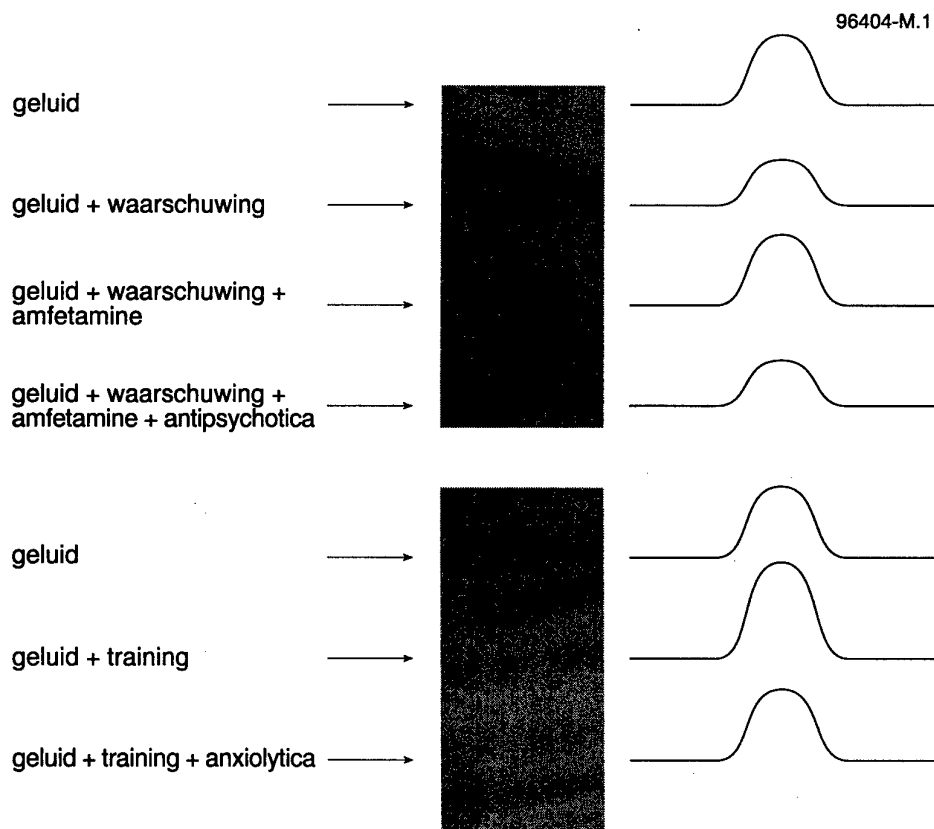 96404-M.1
geluid
geluid + waarschuwing
geluid + waarschuwing +
amfetamine
geluid + waarschuwing +
amfetamine + antipsychotica
geluid
geluid + training
geluid + training + anxiolytica